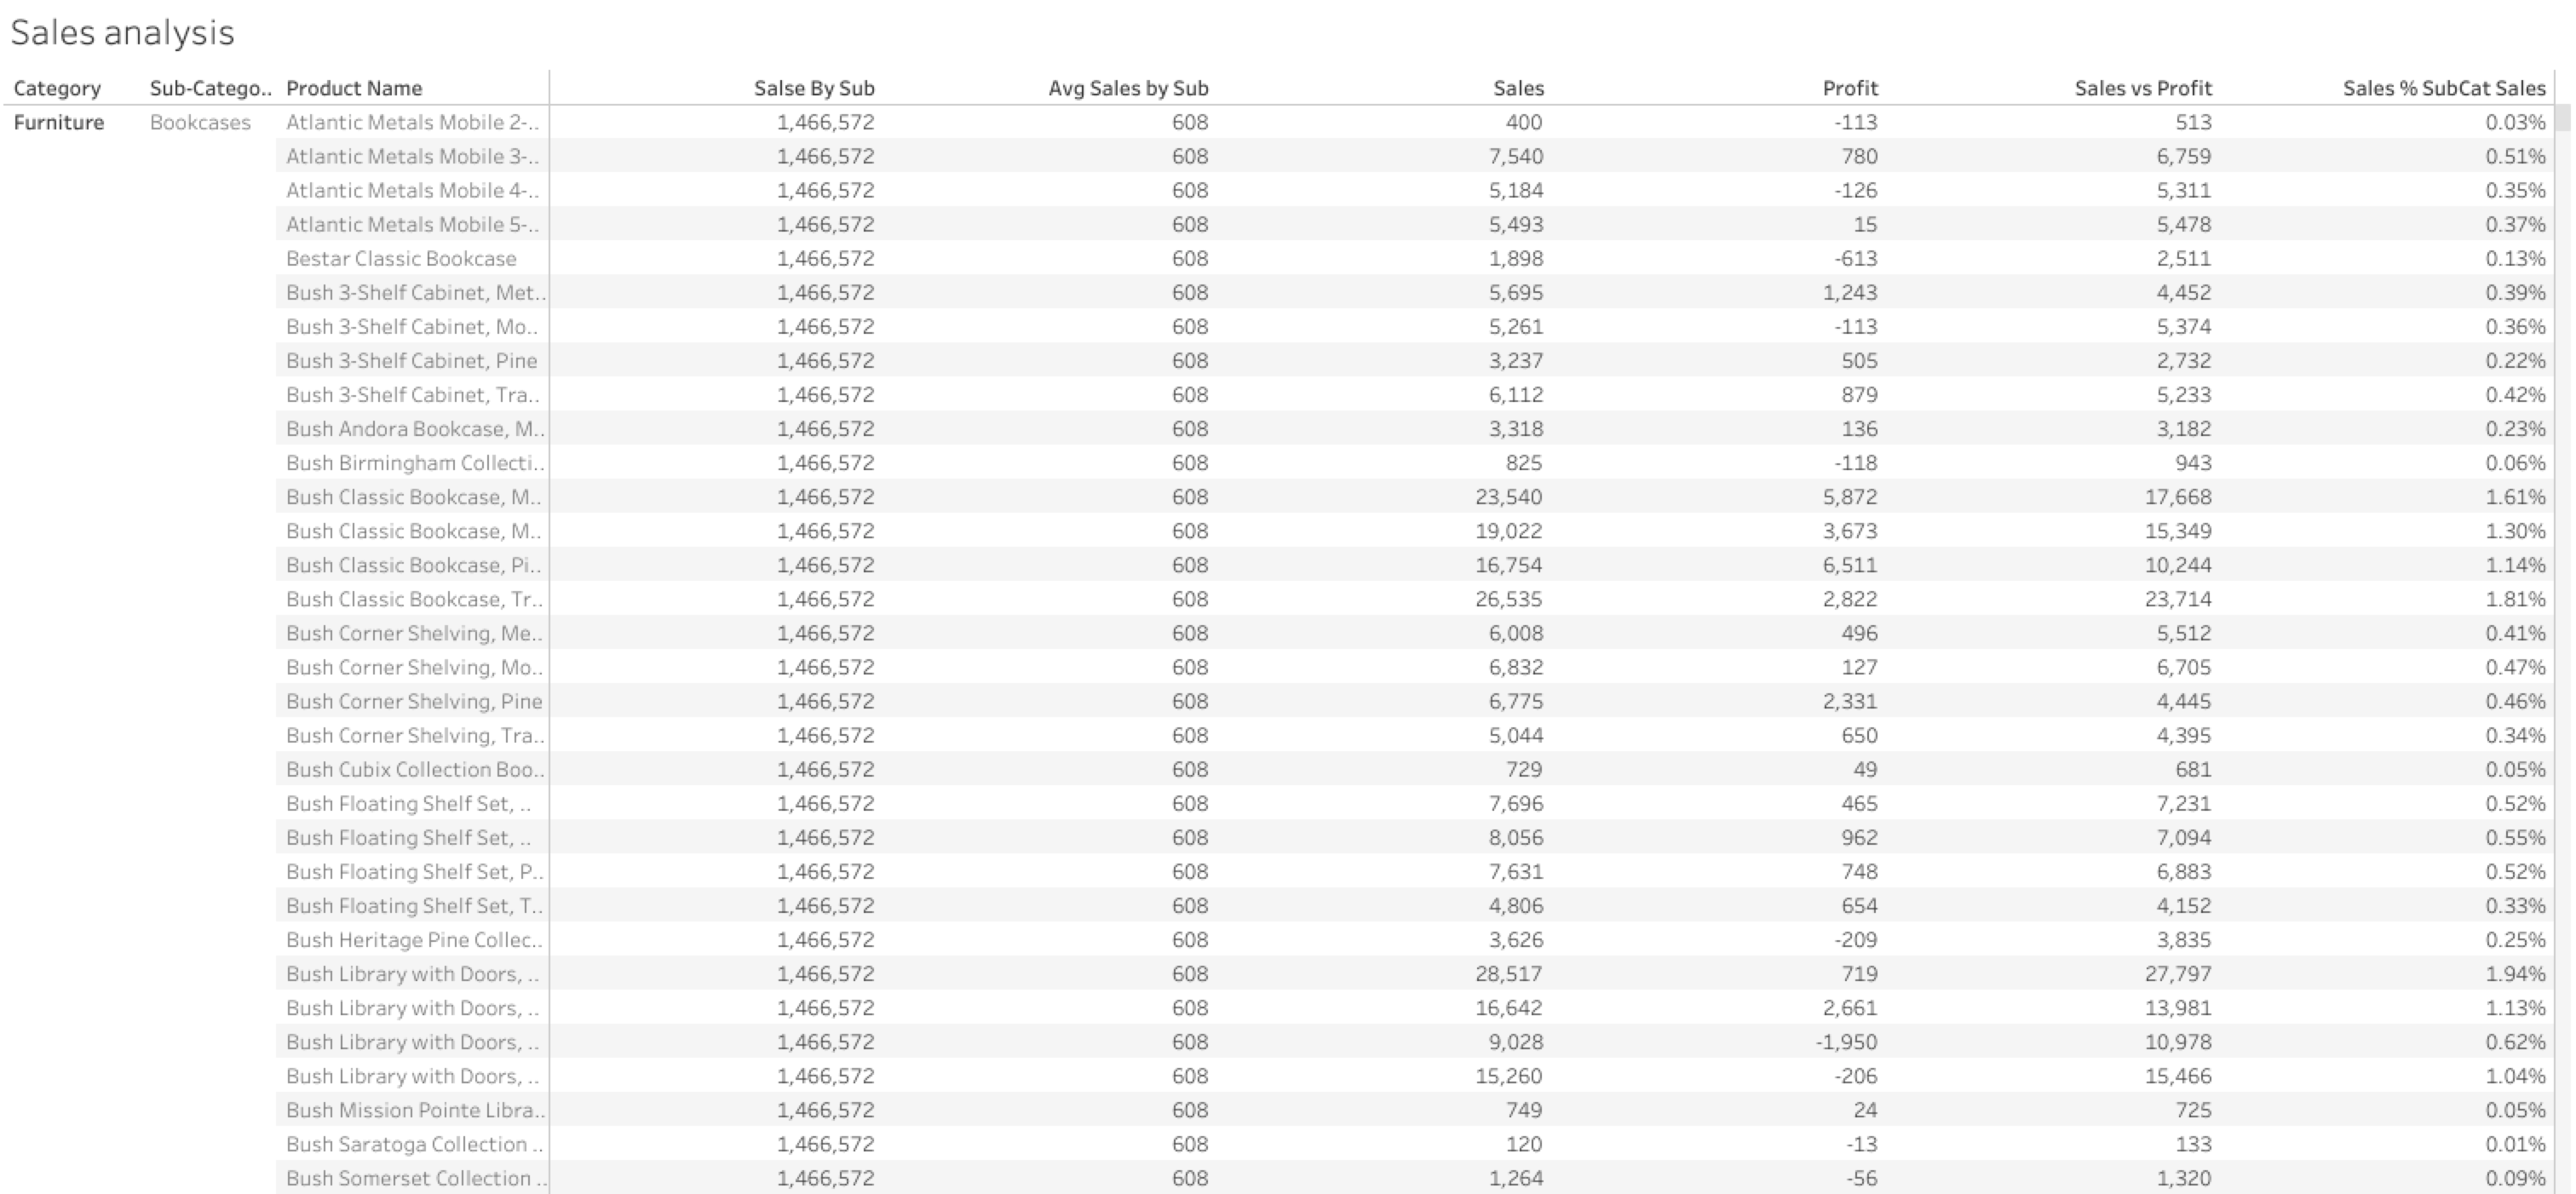 Sales analysis
Category Sub-Catego.. Product Name Salse By Sub Avg Sales by Sub Sales Profit Sales vs Profit Sales % SubCat Sales
Furniture Bookcases Atlantic Metals Mobile 2-.. 1,466,572 608 400 -113 513 0.03%
Atlantic Metals Mobile 3-.. 1,466,572 608 7,540 780 6,759 0.51%
Atlantic Metals Mobile 4-.. 1,466,572 608 5,184 -126 5,311 0.35%
Atlantic Metals Mobile 5-.. 1,466,572 608 5,493 15 5,478 0.37%
Bestar Classic Bookcase 1,466,572 608 1,898 -613 2,511 0.13%
Bush 3-Shelf Cabinet, Met.. 1,466,572 608 5,695 1,243 4,452 0.39%
Bush 3-Shelf Cabinet, Mo.. 1,466,572 608 5,261 -113 5,374 0.36%
Bush 3-Shelf Cabinet, Pine 1,466,572 608 3,237 505 2,732 0.22%
Bush 3-Shelf Cabinet, Tra.. 1,466,572 608 6,112 879 5,233 0.42%
Bush Andora Bookcase, M.. 1,466,572 608 3,318 136 3,182 0.23%
Bush Birmingham Collecti.. 1,466,572 608 825 -118 943 0.06%
Bush Classic Bookcase, M.. 1,466,572 608 23,540 5,872 17,668 1.61%
Bush Classic Bookcase, M.. 1,466,572 608 19,022 3,673 15,349 1.30%
Bush Classic Bookcase, Pi.. 1,466,572 608 16,754 6,511 10,244 1.14%
Bush Classic Bookcase, Tr.. 1,466,572 608 26,535 2,822 23,714 1.81%
Bush Corner Shelving, Me.. 1,466,572 608 6,008 496 5,512 0.41%
Bush Corner Shelving, Mo.. 1,466,572 608 6,832 127 6,705 0.47%
Bush Corner Shelving, Pine 1,466,572 608 6,775 2,331 4,445 0.46%
Bush Corner Shelving, Tra.. 1,466,572 608 5,044 650 4,395 0.34%
Bush Cubix Collection Boo.. 1,466,572 608 729 49 681 0.05%
Bush Floating Shelf Set, .. 1,466,572 608 7,696 465 7,231 0.52%
Bush Floating Shelf Set, .. 1,466,572 608 8,056 962 7,094 0.55%
Bush Floating Shelf Set, P.. 1,466,572 608 7,631 748 6,883 0.52%
Bush Floating Shelf Set, T.. 1,466,572 608 4,806 654 4,152 0.33%
Bush Heritage Pine Collec.. 1,466,572 608 3,626 -209 3,835 0.25%
Bush Library with Doors, .. 1,466,572 608 28,517 719 27,797 1.94%
Bush Library with Doors, .. 1,466,572 608 16,642 2,661 13,981 1.13%
Bush Library with Doors, .. 1,466,572 608 9,028 -1,950 10,978 0.62%
Bush Library with Doors, .. 1,466,572 608 15,260 -206 15,466 1.04%
Bush Mission Pointe Libra.. 1,466,572 608 749 24 725 0.05%
Bush Saratoga Collection .. 1,466,572 608 120 -13 133 0.01%
Bush Somerset Collection .. 1,466,572 608 1,264 -56 1,320 0.09%